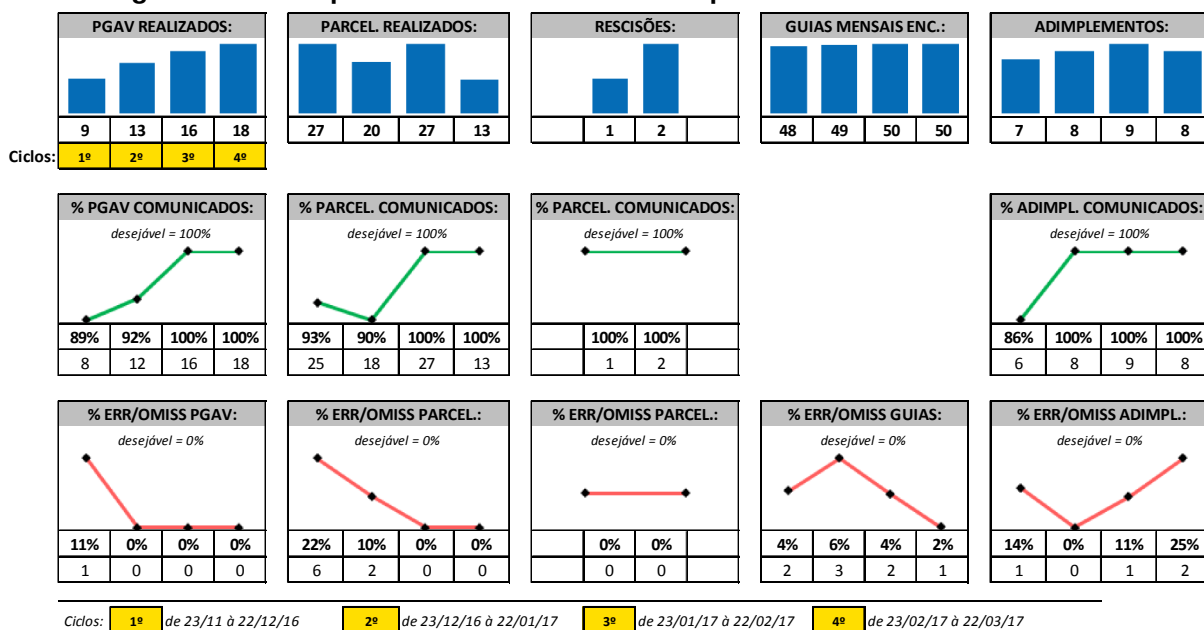 PGAV REALIZADOS: PARCEL. REALIZADOS: RESCISÕES: GUIAS MENSAIS ENC.: ADIMPLEMENTOS:
9 13 16 18 27 20 27 13 1 2 48 49 50 50 7 8 9 8
Ciclos: 1º 2º 3º 4º
% PGAV COMUNICADOS: % PARCEL. COMUNICADOS: % PARCEL. COMUNICADOS: % ADIMPL. COMUNICADOS:
desejável = 100% desejável = 100% desejável = 100% desejável = 100%
89% 92% 100% 100% 93% 90% 100% 100% 100% 100% 86% 100% 100% 100%
8 12 16 18 25 18 27 13 1 2 6 8 9 8
% ERR/OMISS PGAV: % ERR/OMISS PARCEL.: % ERR/OMISS PARCEL.: % ERR/OMISS GUIAS: % ERR/OMISS ADIMPL.:
desejável = 0% desejável = 0% desejável = 0% desejável = 0% desejável = 0%
11% 0% 0% 0% 22% 10% 0% 0% 0% 0% 4% 6% 4% 2% 14% 0% 11% 25%
1 0 0 0 6 2 0 0 0 0 2 3 2 1 1 0 1 2
Ciclos: 1º de 23/11 à 22/12/16 2º de 23/12/16 à 22/01/17 3º de 23/01/17 à 22/02/17 4º de 23/02/17 à 22/03/17